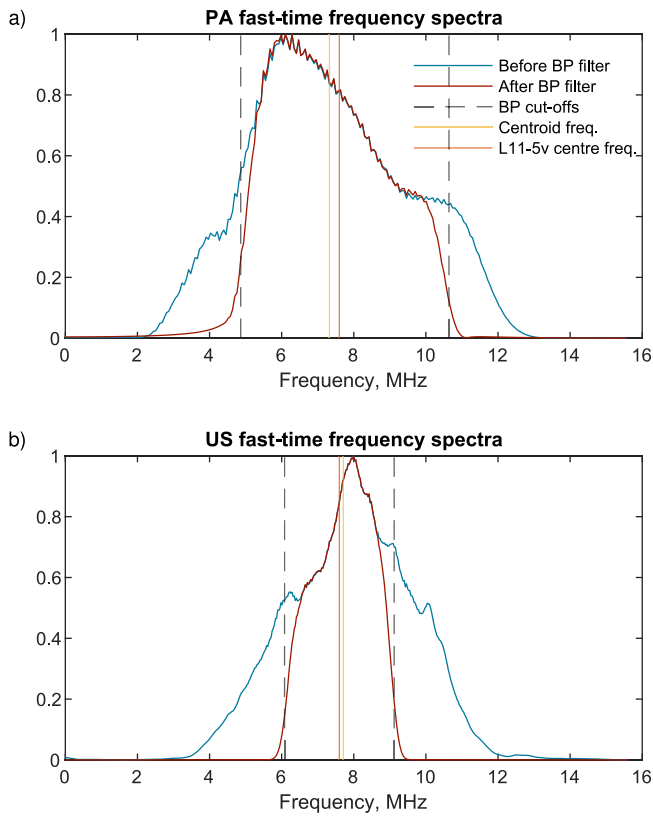 a)
PA fast-time frequency spectra
1
0.8
0.6
0.4
0.2
0
Before BP filter
After BP filter
BP cut-offs
Centroid freq.
L11-5v centre freq.
0 2 4 6 8 10 12 14 16
Frequency, MHz
b)
US fast-time frequency spectra
1
0.8
0.6
0.4
0.2
0
0 2 4 6 8 10 12 14 16
Frequency, MHz